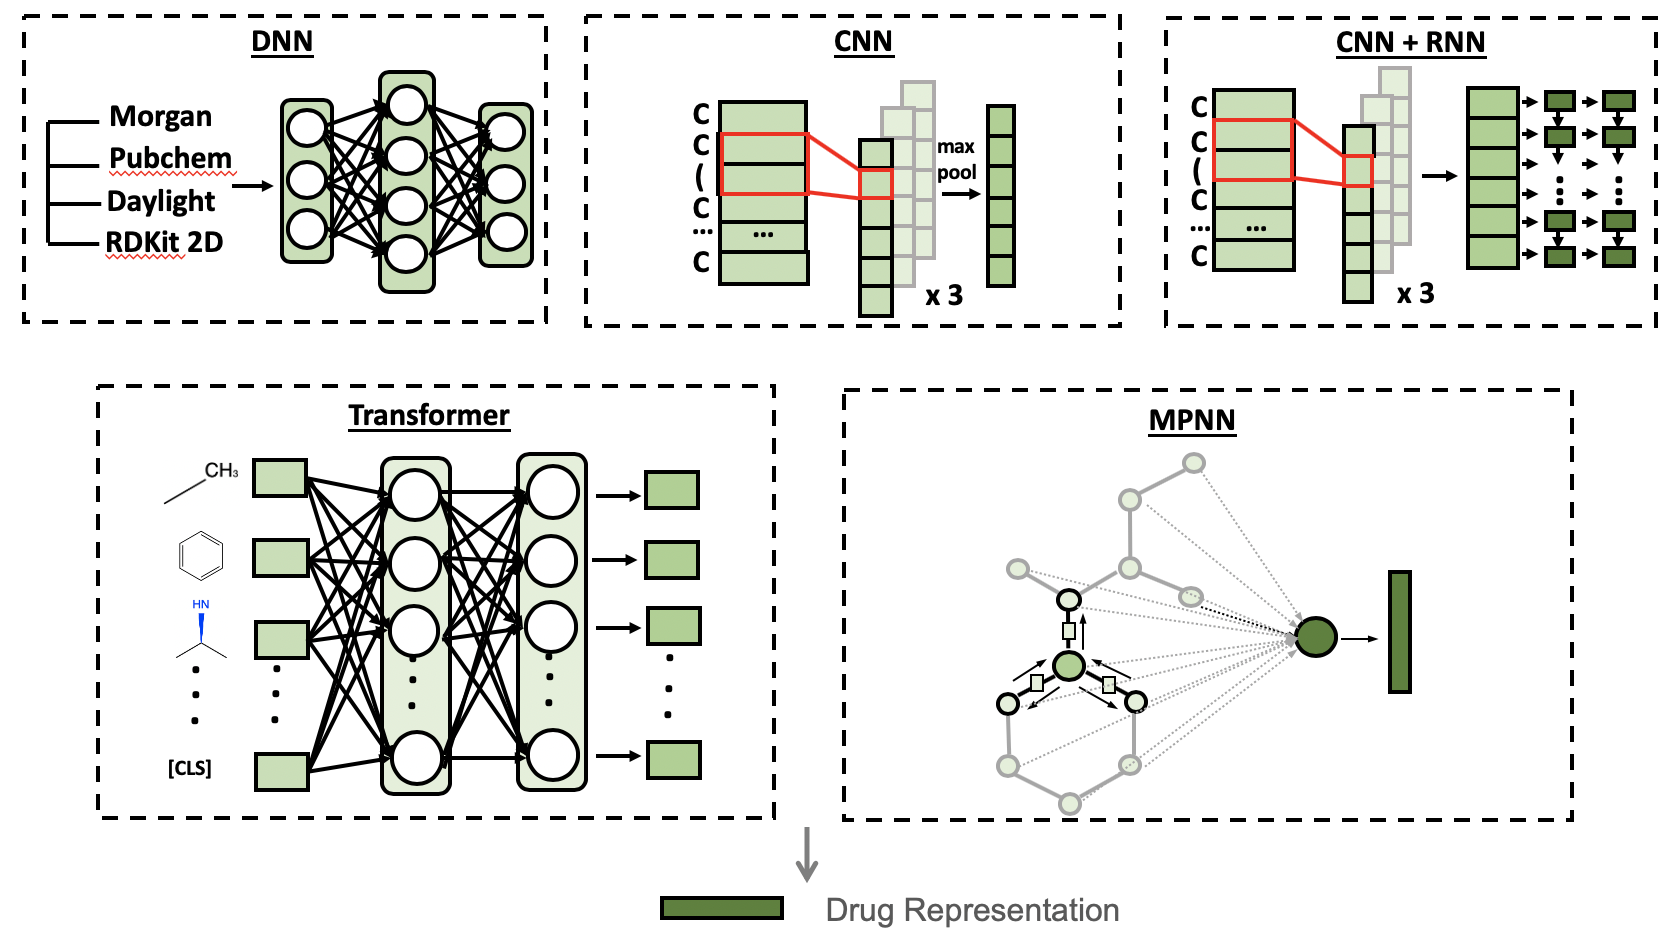 DNN
Morgan
Pubchem
Daylight
RDKit 2D
CNN
C
C
(
C
... ...
C
max
pool
x 3
CNN + RNN
C
C
(
C
... ...
C
x 3
Transformer
CH3
HN
[CLS]
MPNN
Drug Representation